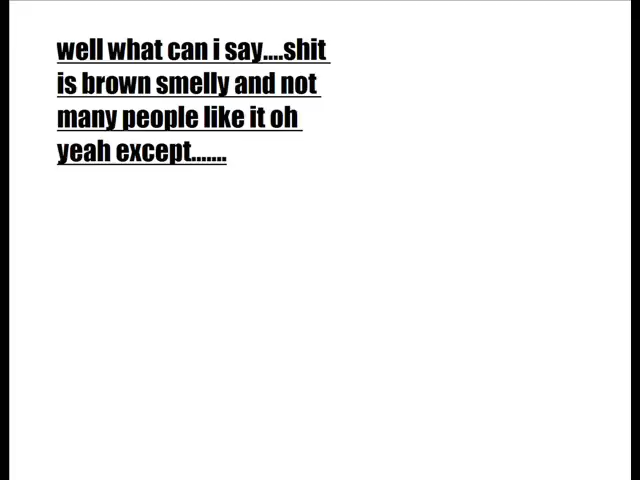 well what can i say....shit
is brown smelly and not
many people like it oh
yeah except.......